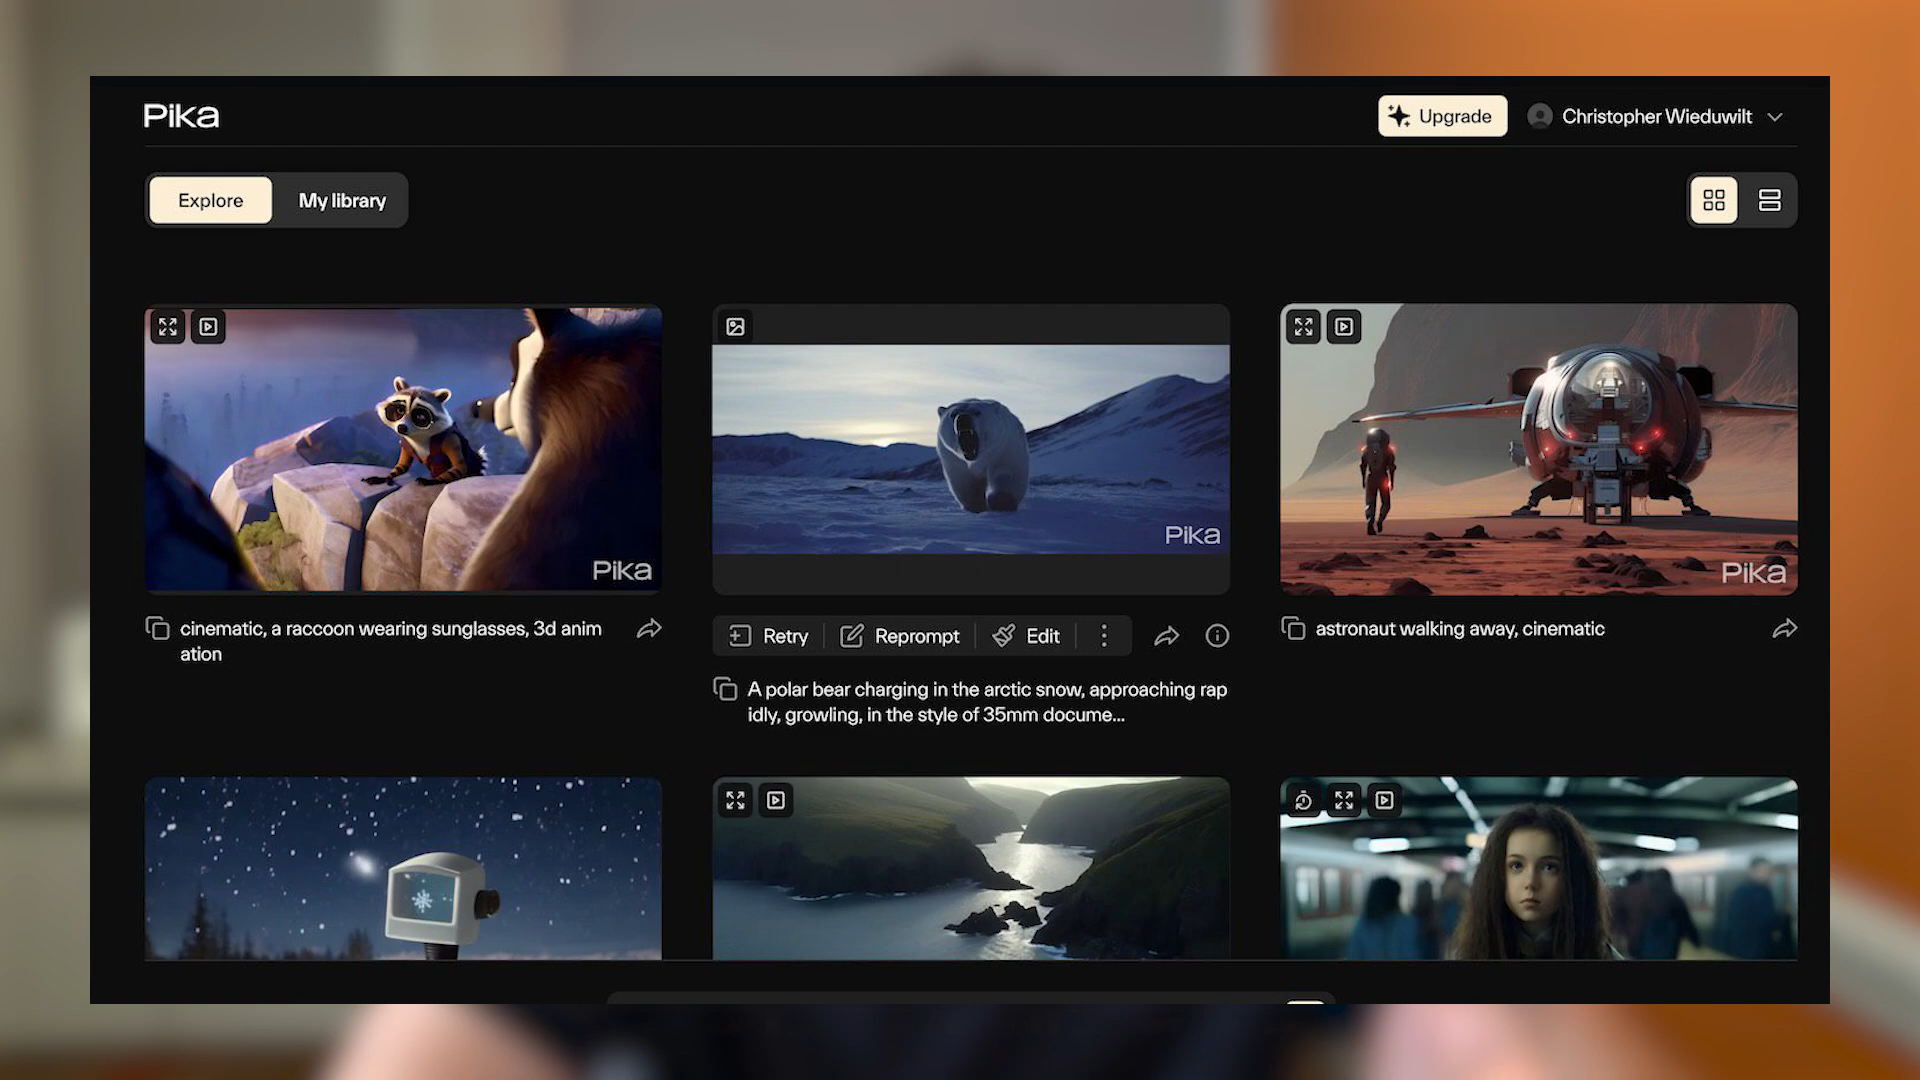 Pika
Upgrade
Christopher Wieduwilt
Explore
My library
Pika
Pika
Pika
cinematic, a raccoon wearing sunglasses, 3d anim
ation
Retry
Reprompt
Edit
A polar bear charging in the arctic snow, approaching rap
idly, growling, in the style of 35mm docume...
astronaut walking away, cinematic